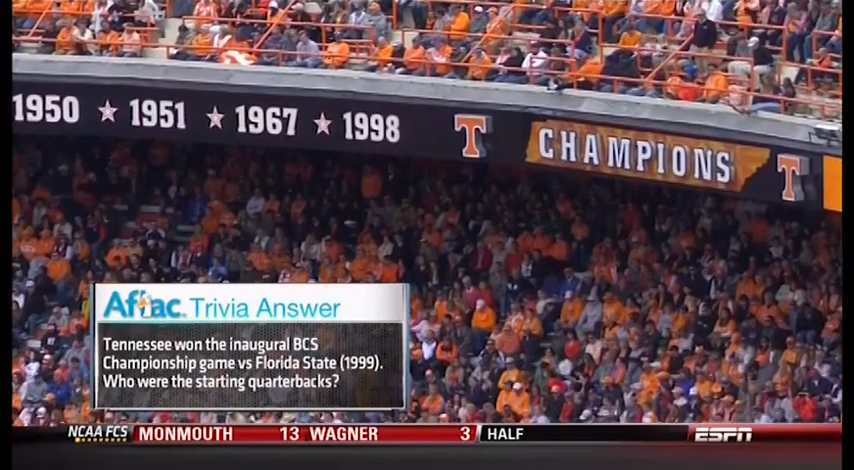 1950 ★ 1951 ★ 1967 ★ 1998 T CHAMPIONS T
Aflac Trivia Answer
Tennessee won the inaugural BCS
Championship game vs Florida State (1999).
Who were the starting quarterbacks?
NCAA FCS MONMOUTH 13 WAGNER 3 HALF ESPN